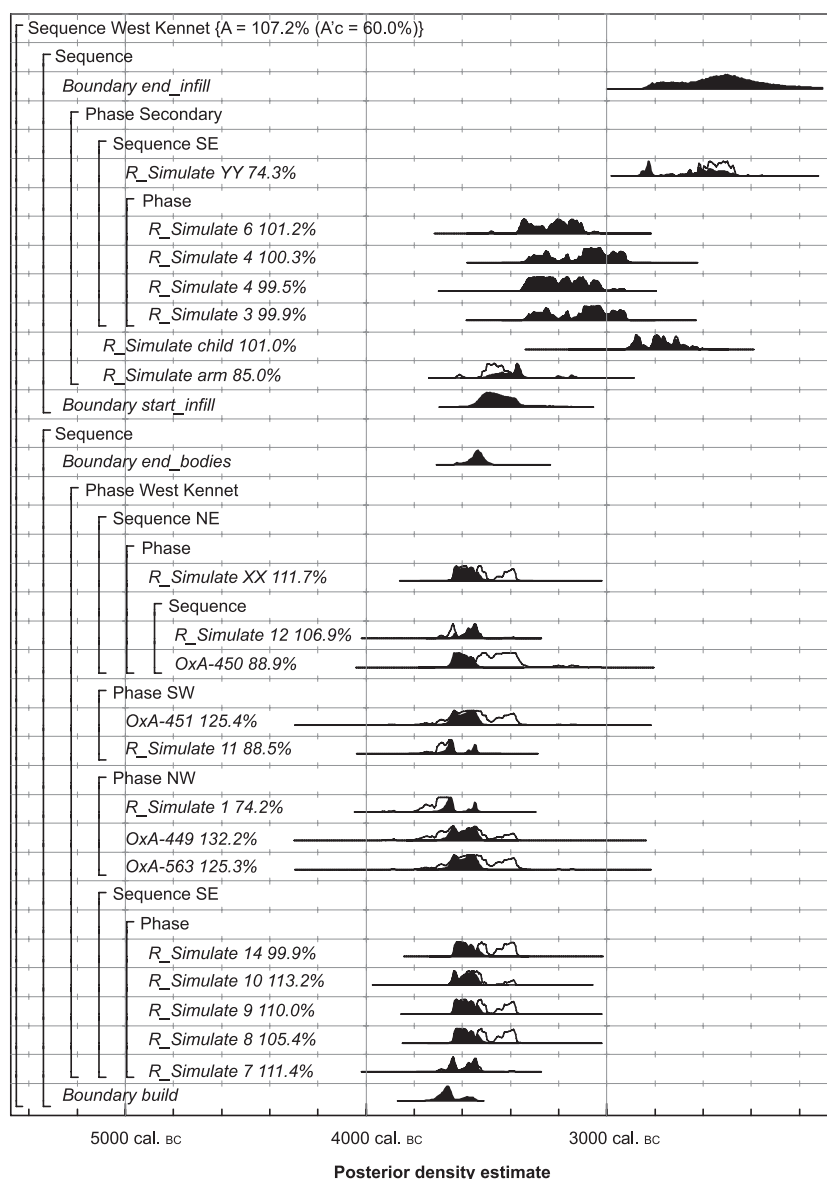 Sequence West Kennet {A = 107.2% (A'c = 60.0%)}
Sequence
Boundary end_infill
Phase Secondary
Sequence SE
R_Simulate YY 74.3%
Phase
R_Simulate 6 101.2%
R_Simulate 4 100.3%
R_Simulate 4 99.5%
R_Simulate 3 99.9%
R_Simulate child 101.0%
R_Simulate arm 85.0%
Boundary start_infill
Sequence
Boundary end_bodies
Phase West Kennet
Sequence NE
Phase
R_Simulate XX 111.7%
Sequence
R_Simulate 12 106.9%
OxA-450 88.9%
Phase SW
OxA-451 125.4%
R_Simulate 11 88.5%
Phase NW
R_Simulate 1 74.2%
OxA-449 132.2%
OxA-563 125.3%
Sequence SE
Phase
R_Simulate 14 99.9%
R_Simulate 10 113.2%
R_Simulate 9 110.0%
R_Simulate 8 105.4%
R_Simulate 7 111.4%
Boundary build
5000 cal. BC 4000 cal. BC 3000 cal. BC
Posterior density estimate